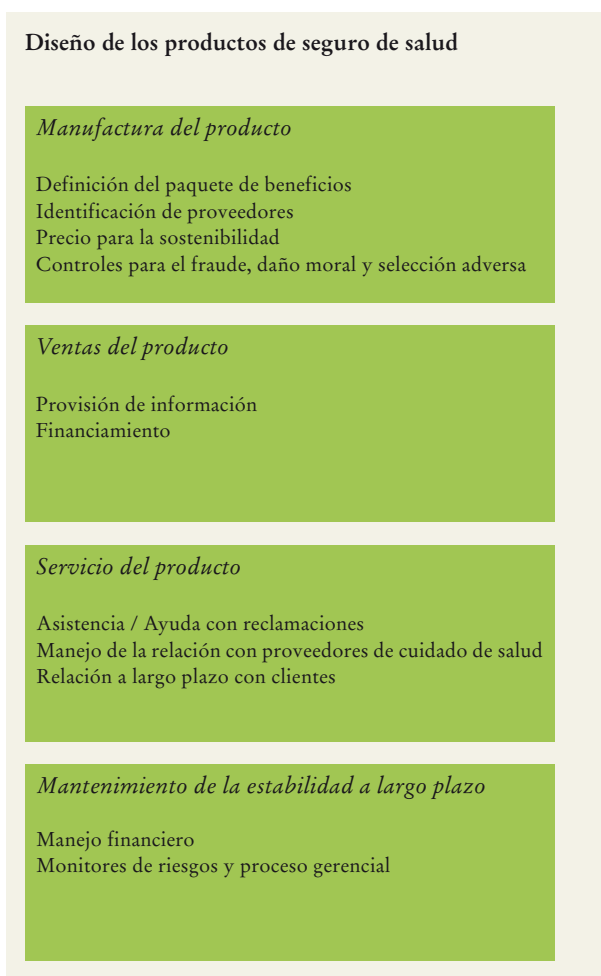 Diseño de los productos de seguro de salud
Manufactura del producto
Definición del paquete de beneficios
Identificación de proveedores
Precio para la sostenibilidad
Controles para el fraude, daño moral y selección adversa
Ventas del producto
Provisión de información
Financiamiento
Servicio del producto
Asistencia / Ayuda con reclamaciones
Manejo de la relación con proveedores de cuidado de salud
Relación a largo plazo con clientes
Mantenimiento de la estabilidad a largo plazo
Manejo financiero
Monitores de riesgos y proceso gerencial